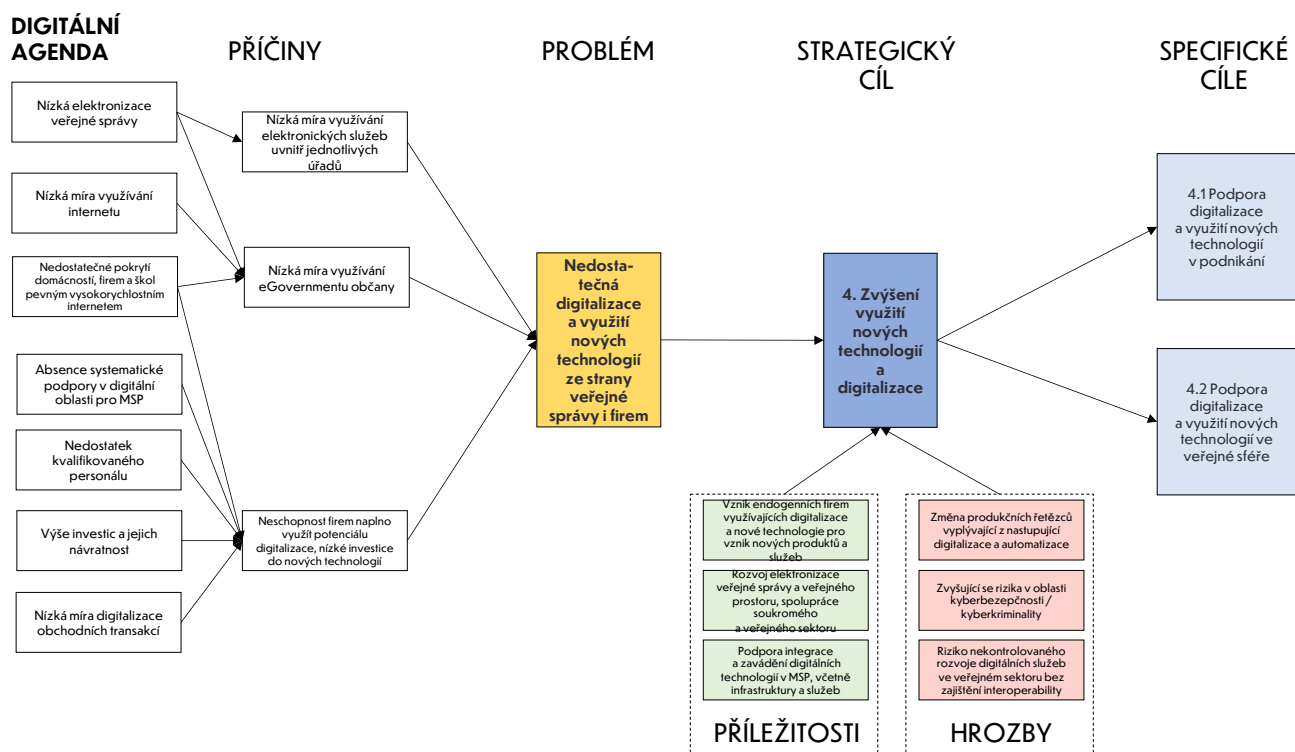 DIGITÁLNÍ
AGENDA
PŘÍČINY
PROBLÉM
STRATEGICKÝ
CÍL
SPECIFICKÉ
CÍLE
Nízká elektronizace
veřejné správy
Nízká míra využívání
internetu
Nedostatečné pokrytí
domácností, firem a škol
pevným vysokorychlostním
internetem
Absence systematické
podpory v digitální
oblasti pro MSP
Nedostatek
kvalifikovaného
personálu
Výše investic a jejich
návratnost
Nízká míra digitalizace
obchodních transakcí
Nízká míra využívání
elektronických služeb
uvnitř jednotlivých
úřadů
Nízká míra využívání
eGovernmentu občany
Neschopnost firem naplno
využít potenciálu
digitalizace, nízké investice
do nových technologií
Nedosta-
tečná
digitalizace
a využití
nových
technologií
ze strany
veřejné
správy i firem
4. Zvýšení
využití
nových
technologií
a
digitalizace
4.1 Podpora
digitalizace
a využití nových
technologií
v podnikání
4.2 Podpora
digitalizace
a využití nových
technologií ve
veřejné sféře
Vznik endogenních firem
využívajících digitalizace
a nové technologie pro
vznik nových produktů a
služeb
Rozvoj elektronizace
veřejné správy a veřejného
prostoru, spolupráce
soukromého
a veřejného sektoru
Podpora integrace
a zavádění digitálních
technologií v MSP, včetně
infrastruktury a služeb
PŘÍLEŽITOSTI
Změna produkčních řetězců
vyplývající z nastupující
digitalizace a automatizace
Zvyšující se rizika v oblasti
kyberbezepčnosti /
kyberkriminality
Riziko nekontrolovaného
rozvoje digitálních služeb
ve veřejném sektoru bez
zajištění interoperability
HROZBY